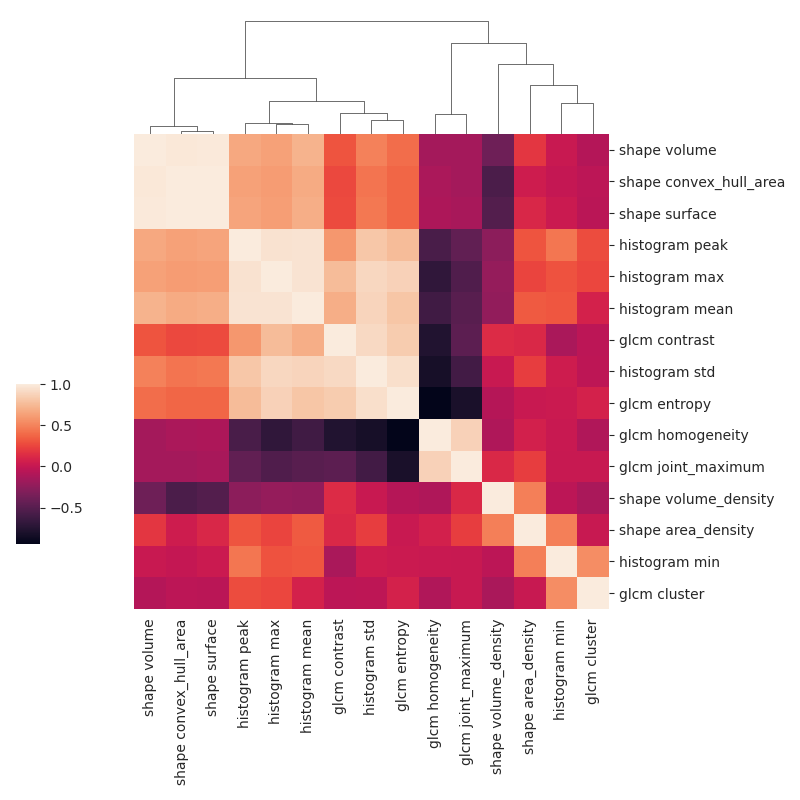 shape volume
shape convex_hull_area
shape surface
histogram peak
histogram max
histogram mean
glcm contrast
histogram std
glcm entropy
glcm homogeneity
glcm joint_maximum
shape volume_density
shape area_density
histogram min
glcm cluster
1.0
0.5
0.0
−0.5
shape volume
shape convex_hull_area
shape surface
histogram peak
histogram max
histogram mean
glcm contrast
histogram std
glcm entropy
glcm homogeneity
glcm joint_maximum
shape volume_density
shape area_density
histogram min
glcm cluster